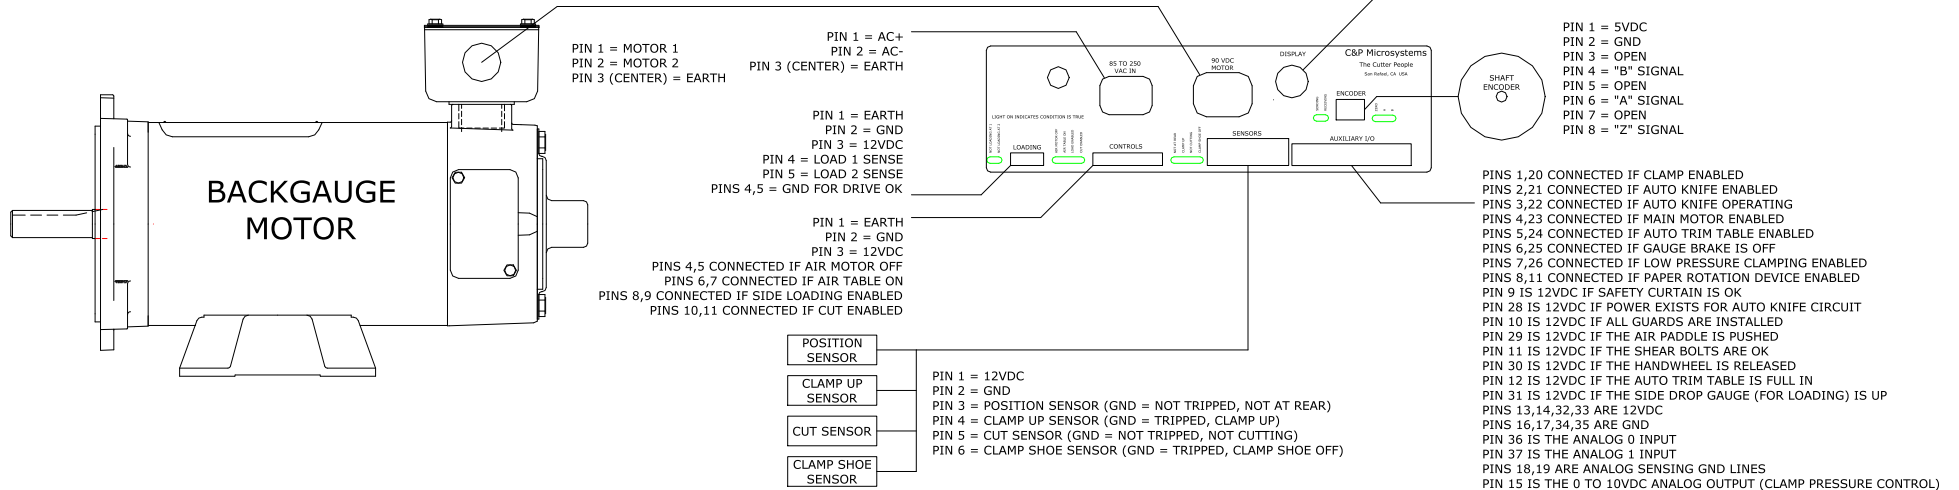 BACKGAUGE
MOTOR
PIN 1 = MOTOR 1
PIN 2 = MOTOR 2
PIN 3 (CENTER) = EARTH
PIN 1 = AC+
PIN 2 = AC-
PIN 3 (CENTER) = EARTH
PIN 1 = EARTH
PIN 2 = GND
PIN 3 = 12VDC
PIN 4 = LOAD 1 SENSE
PIN 5 = LOAD 2 SENSE
PINS 4,5 = GND FOR DRIVE OK
PIN 1 = EARTH
PIN 2 = GND
PIN 3 = 12VDC
PINS 4,5 CONNECTED IF AIR MOTOR OFF
PINS 6,7 CONNECTED IF AIR TABLE ON
PINS 8,9 CONNECTED IF SIDE LOADING ENABLED
PINS 10,11 CONNECTED IF CUT ENABLED
POSITION
SENSOR
CLAMP UP
SENSOR
CUT SENSOR
CLAMP SHOE
SENSOR
PIN 1 = 12VDC
PIN 2 = GND
PIN 3 = POSITION SENSOR (GND = NOT TRIPPED, NOT AT REAR)
PIN 4 = CLAMP UP SENSOR (GND = TRIPPED, CLAMP UP)
PIN 5 = CUT SENSOR (GND = NOT TRIPPED, NOT CUTTING)
PIN 6 = CLAMP SHOE SENSOR (GND = TRIPPED, CLAMP SHOE OFF)
85 TO 250
VAC IN
90 VDC
MOTOR
DISPLAY
C&P Microsystems
The Cutter People
San Rafael, CA USA
ENCODER
LIGHT ON INDICATES CONDITION IS TRUE
LOADING
CONTROLS
SENSORS
AUXILIARY I/O
NOT AT REAR
CLAMP UP
NOT CUTTING
CLAMP SHOE OFF
SHAFT
ENCODER
PIN 1 = 5VDC
PIN 2 = GND
PIN 3 = OPEN
PIN 4 = "B" SIGNAL
PIN 5 = OPEN
PIN 6 = "A" SIGNAL
PIN 7 = OPEN
PIN 8 = "Z" SIGNAL
PINS 1,20 CONNECTED IF CLAMP ENABLED
PINS 2,21 CONNECTED IF AUTO KNIFE ENABLED
PINS 3,22 CONNECTED IF AUTO KNIFE OPERATING
PINS 4,23 CONNECTED IF MAIN MOTOR ENABLED
PINS 5,24 CONNECTED IF AUTO TRIM TABLE ENABLED
PINS 6,25 CONNECTED IF GAUGE BRAKE IS OFF
PINS 7,26 CONNECTED IF LOW PRESSURE CLAMPING ENABLED
PINS 8,11 CONNECTED IF PAPER ROTATION DEVICE ENABLED
PIN 9 IS 12VDC IF SAFETY CURTAIN IS OK
PIN 28 IS 12VDC IF POWER EXISTS FOR AUTO KNIFE CIRCUIT
PIN 10 IS 12VDC IF ALL GUARDS ARE INSTALLED
PIN 29 IS 12VDC IF THE AIR PADDLE IS PUSHED
PIN 11 IS 12VDC IF THE SHEAR BOLTS ARE OK
PIN 30 IS 12VDC IF THE HANDWHEEL IS RELEASED
PIN 12 IS 12VDC IF THE AUTO TRIM TABLE IS FULL IN
PIN 31 IS 12VDC IF THE SIDE DROP GAUGE (FOR LOADING) IS UP
PINS 13,14,32,33 ARE 12VDC
PINS 16,17,34,35 ARE GND
PIN 36 IS THE ANALOG 0 INPUT
PIN 37 IS THE ANALOG 1 INPUT
PINS 18,19 ARE ANALOG SENSING GND LINES
PIN 15 IS THE 0 TO 10VDC ANALOG OUTPUT (CLAMP PRESSURE CONTROL)